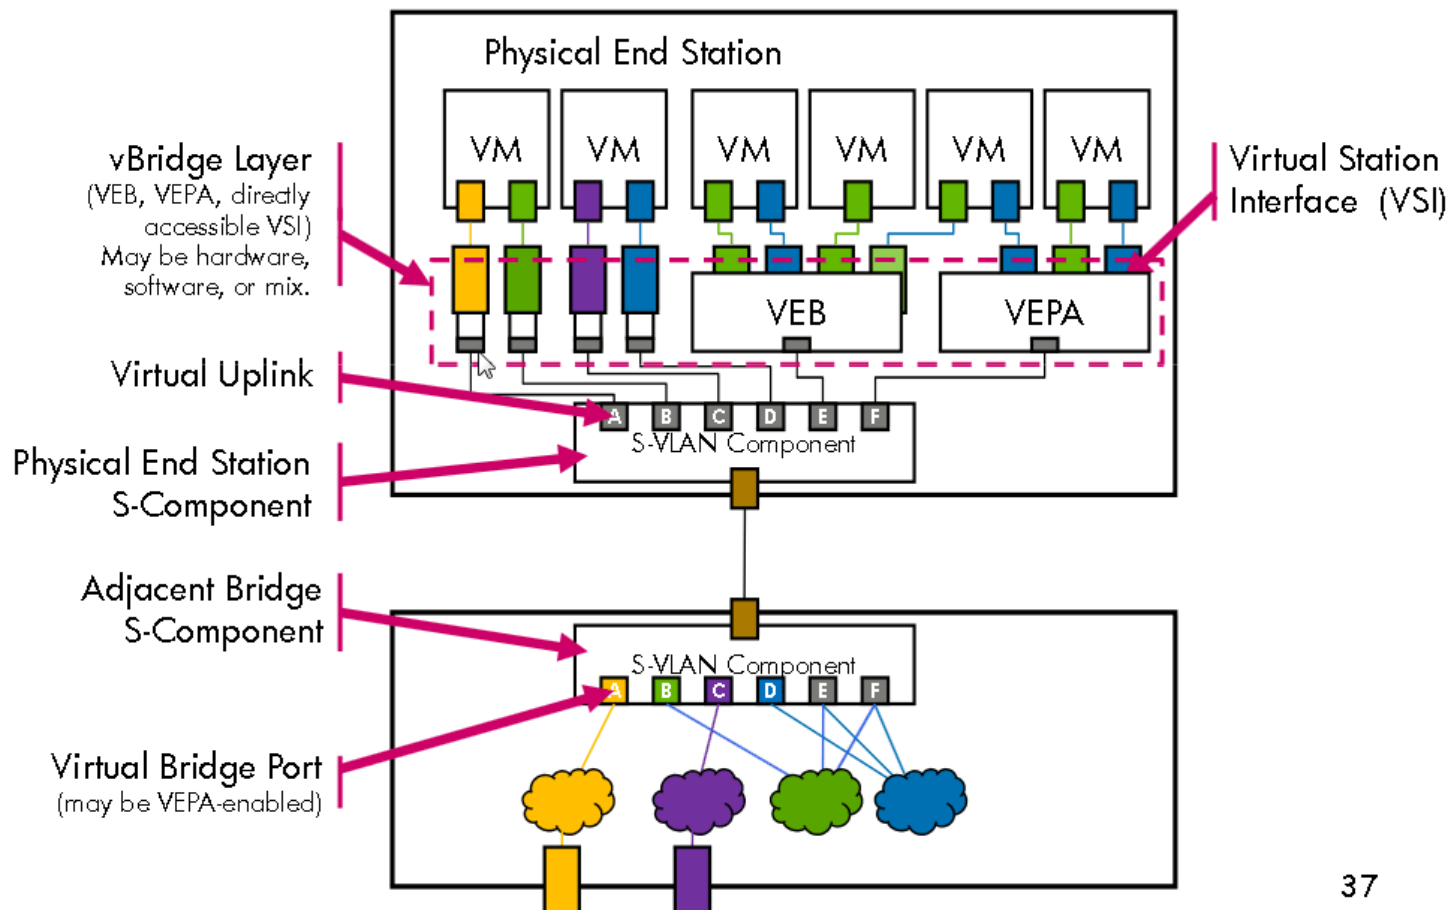 Physical End Station
VM VM VM VM VM VM
vBridge Layer
(VEB, VEPA, directly
accessible VSI)
May be hardware,
software, or mix.
Virtual Station
Interface (VSI)
VEB
VEPA
Virtual Uplink
A B C D E F
S-VLAN Component
Physical End Station
S-Component
Adjacent Bridge
S-Component
S-VLAN Component
A B C D E F
Virtual Bridge Port
(may be VEPA-enabled)
37